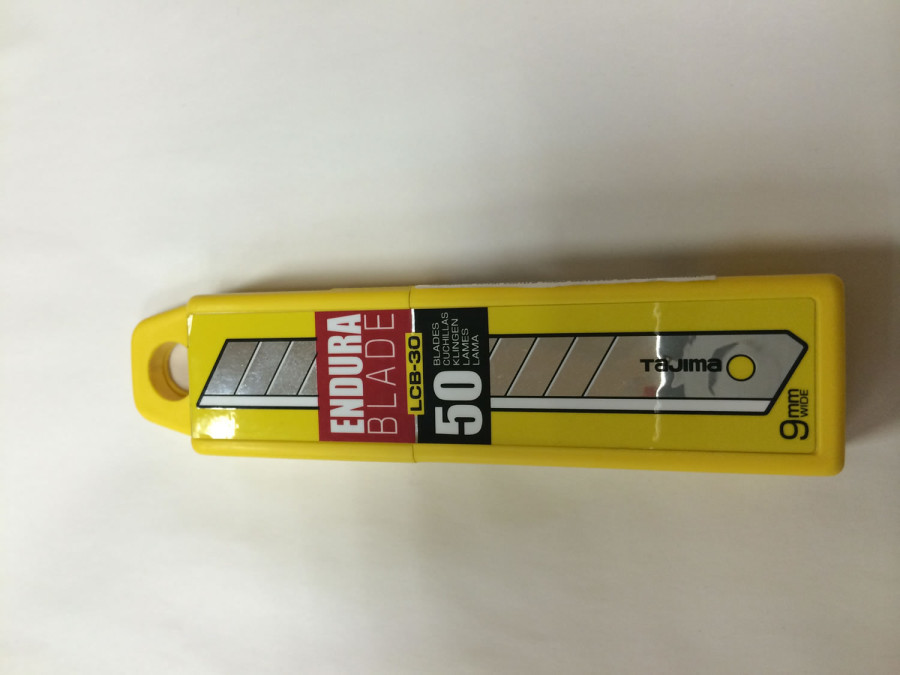 ENDURA
BLADE
LCB-30
50
BLADES
CUCHILLAS
KLINGEN
LAMES
LAMA
TAJIMA
9mm
WIDE